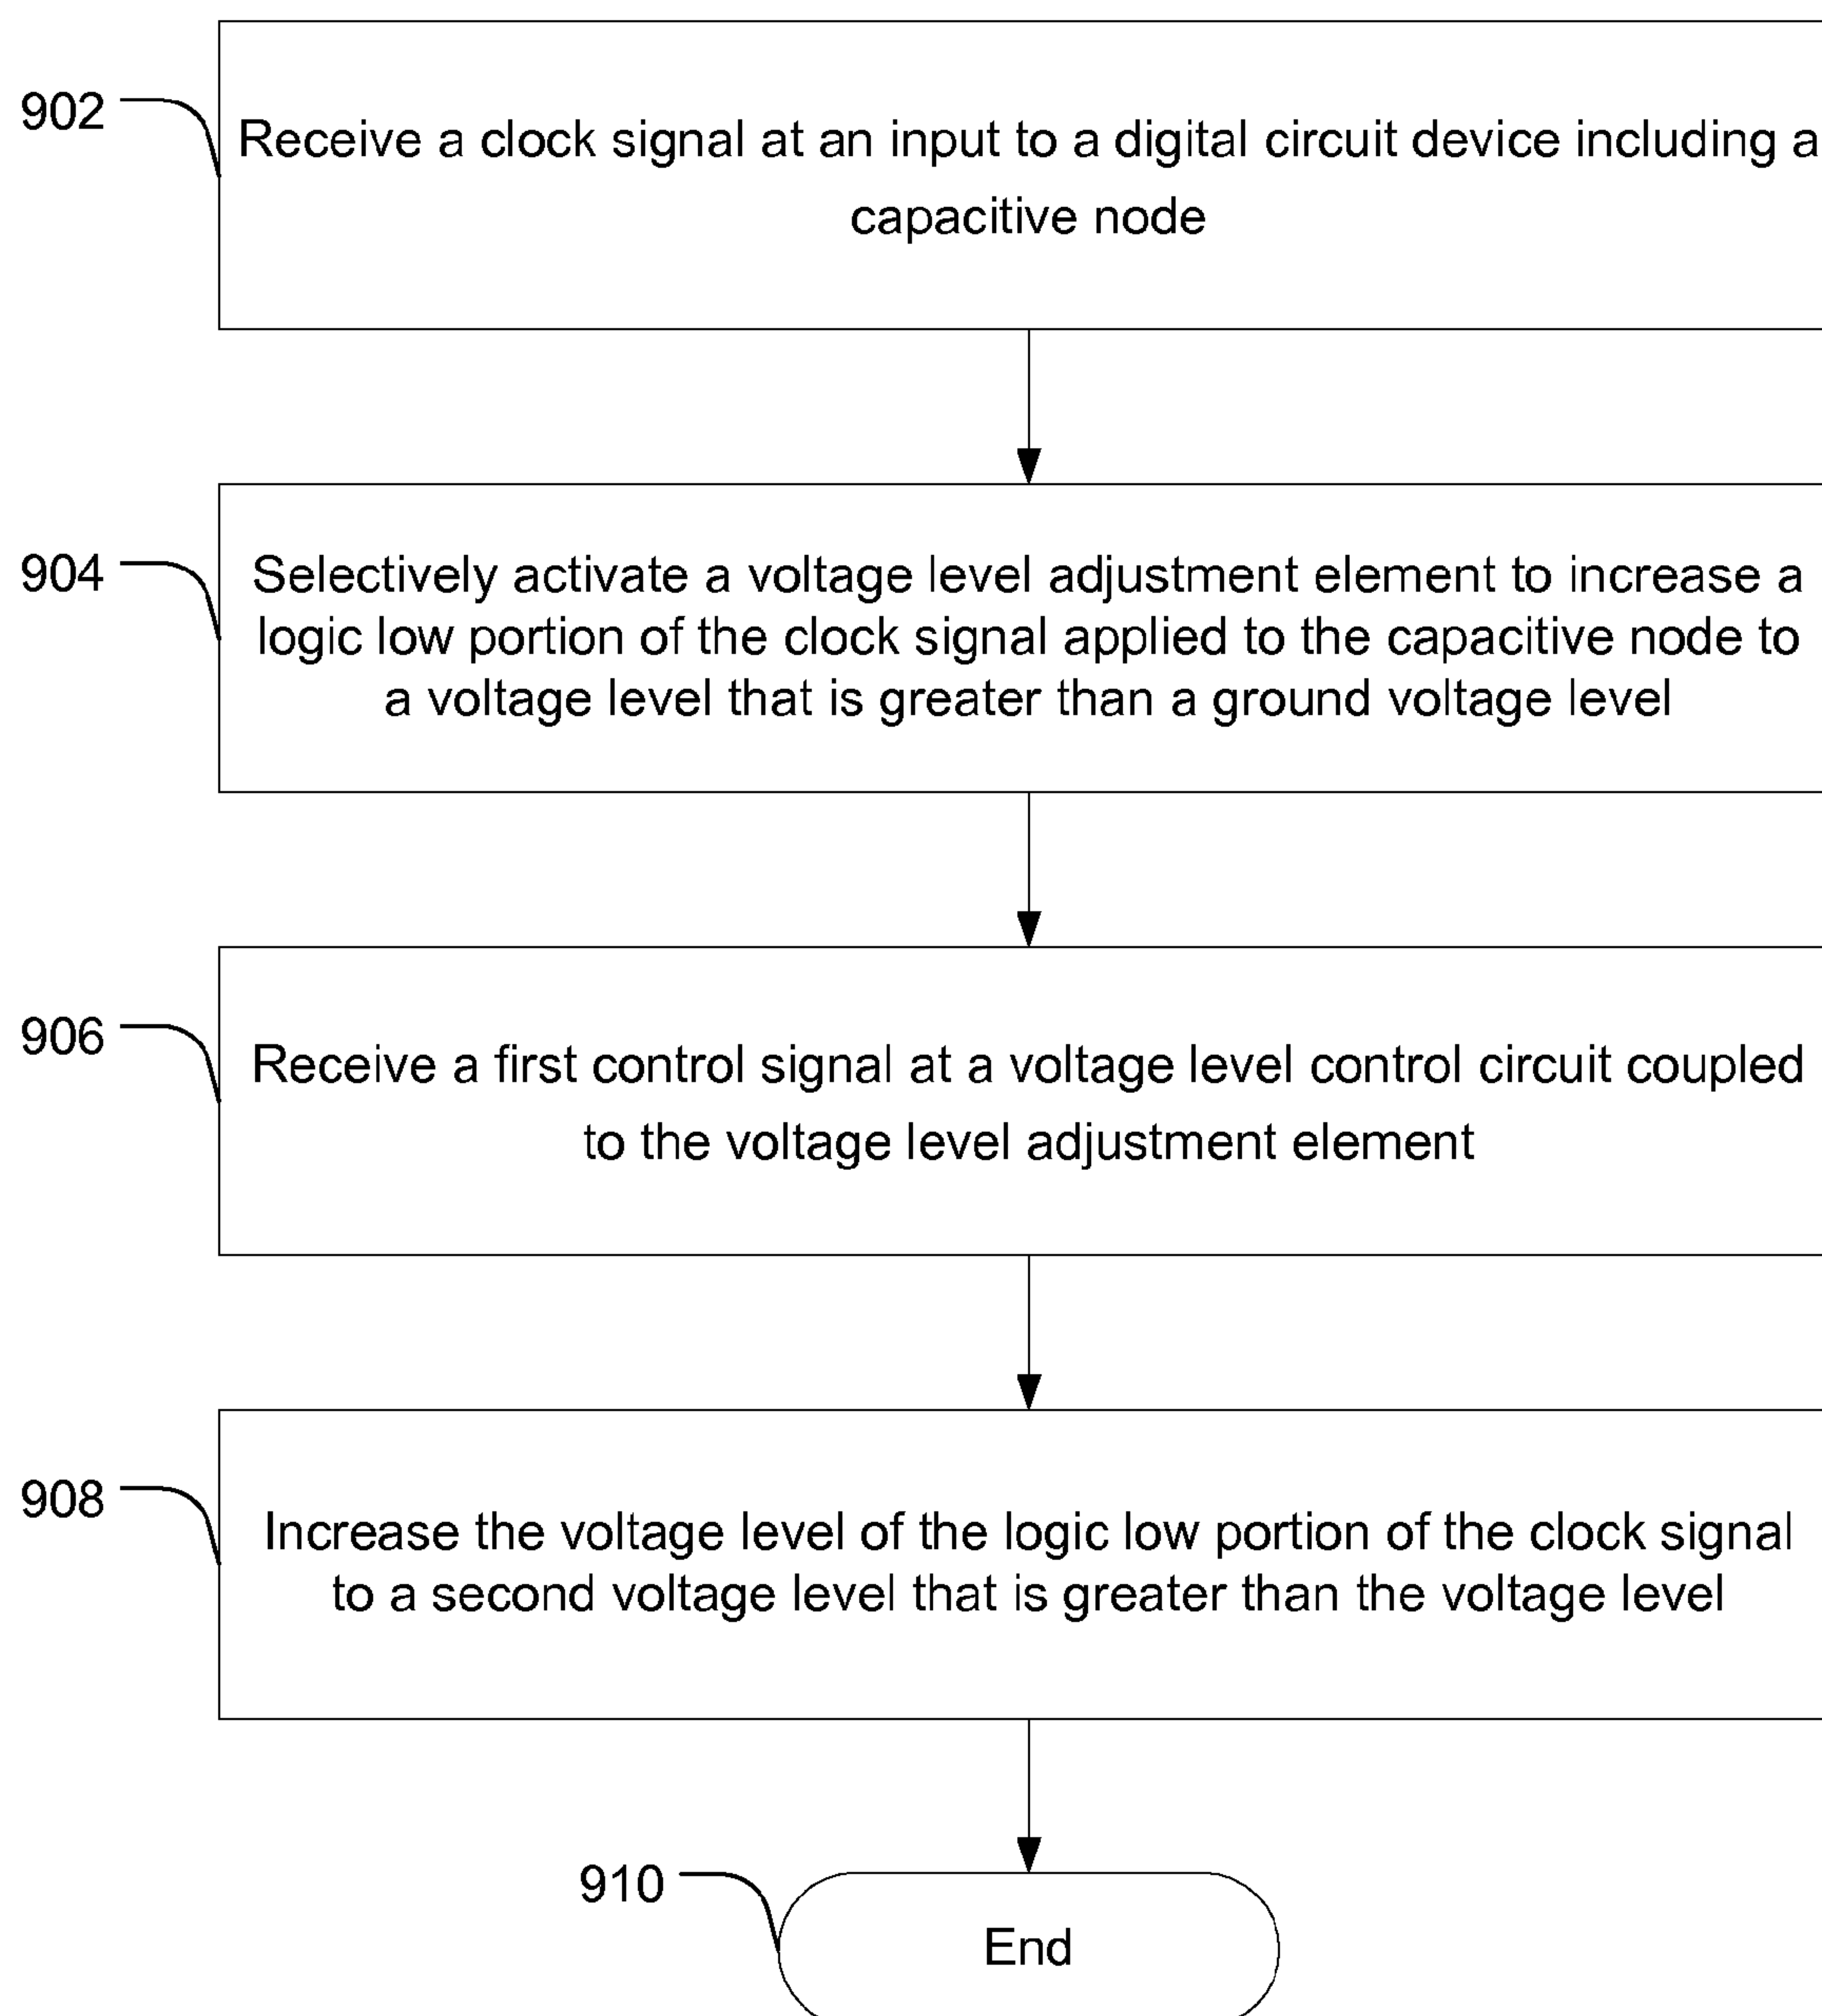 902
Receive a clock signal at an input to a digital circuit device including a
capacitive node
904
Selectively activate a voltage level adjustment element to increase a
logic low portion of the clock signal applied to the capacitive node to
a voltage level that is greater than a ground voltage level
906
Receive a first control signal at a voltage level control circuit coupled
to the voltage level adjustment element
908
Increase the voltage level of the logic low portion of the clock signal
to a second voltage level that is greater than the voltage level
910
End